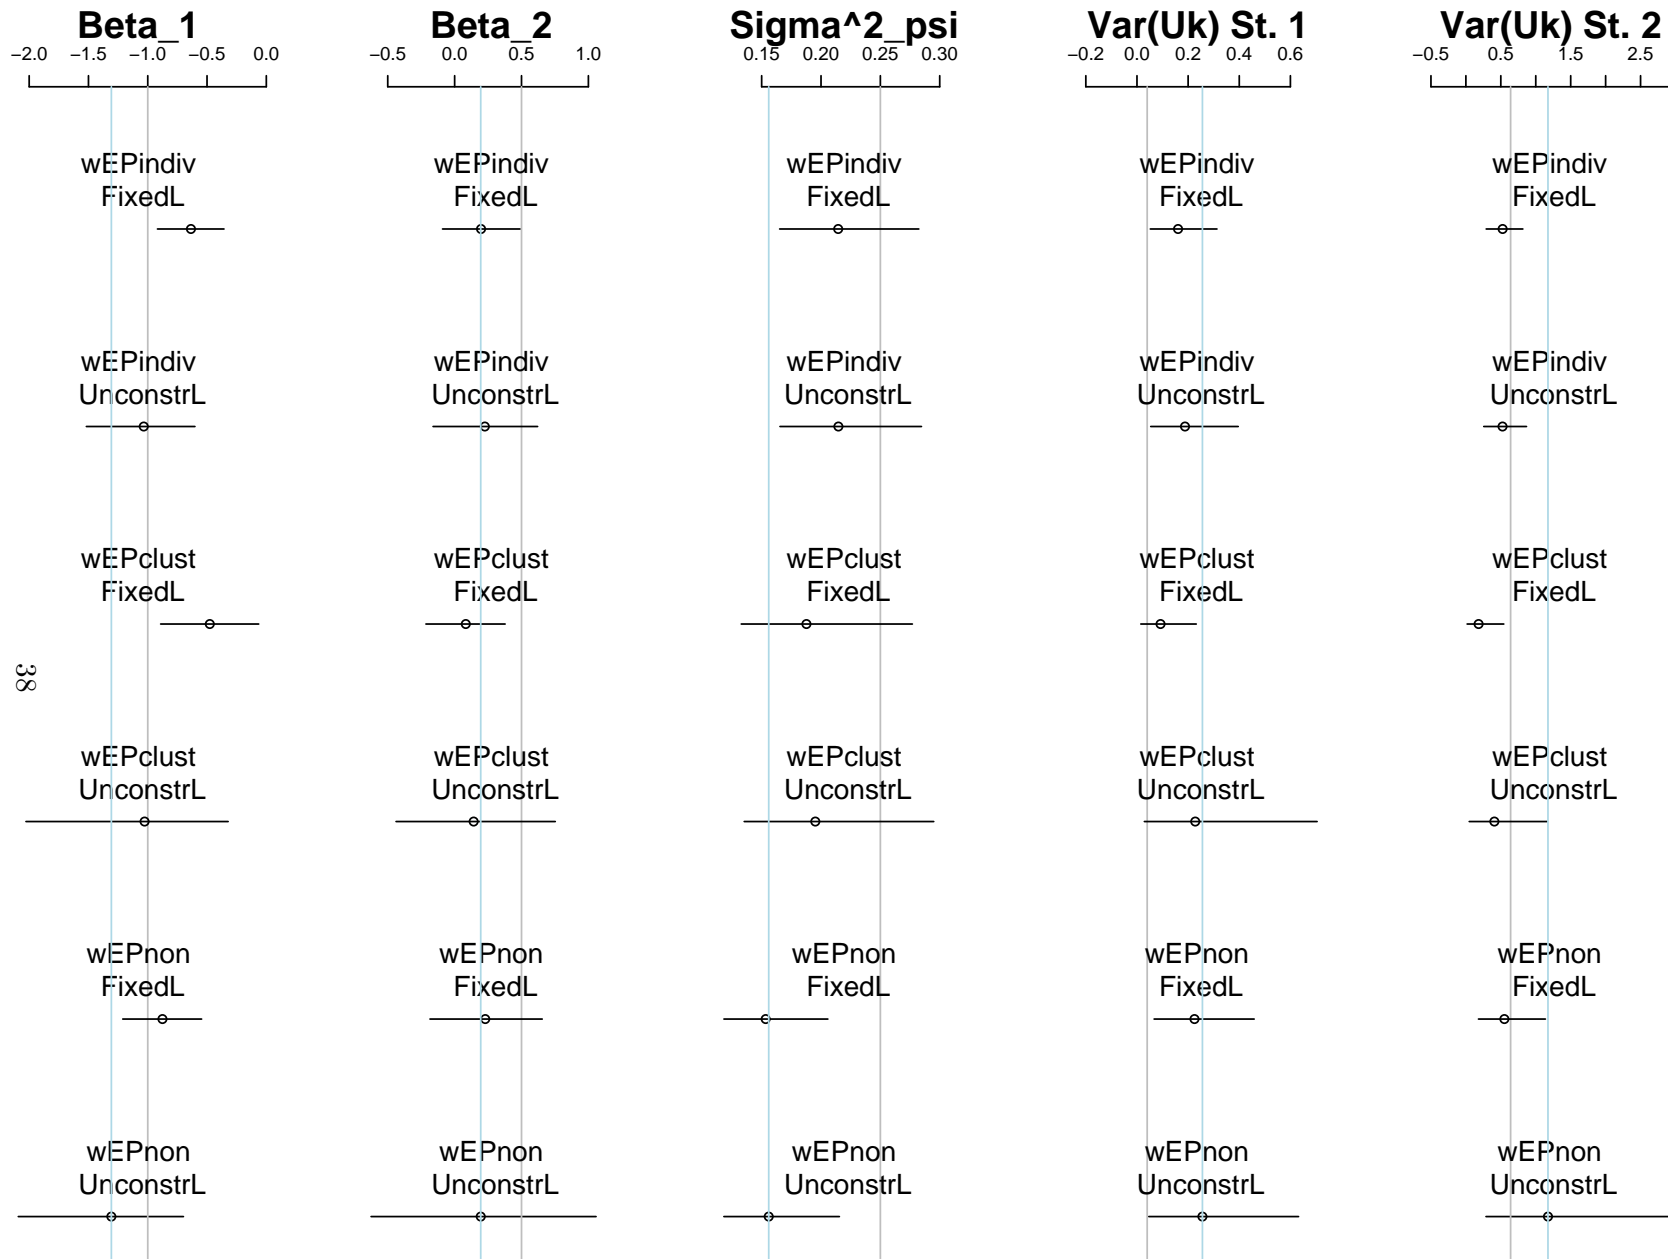 Beta_1 Beta_2 Sigma^2_psi Var(Uk) St. 1 Var(Uk) St. 2
−2.0 −1.5 −1.0 −0.5 0.0 −0.5 0.0 0.5 1.0 0.15 0.20 0.25 0.30 −0.2 0.0 0.2 0.4 0.6 −0.5 0.5 1.5 2.5
wEPindiv wEPindiv wEPindiv wEPindiv wEPindiv
FixedL FixedL FixedL FixedL FixedL
wEPindiv wEPindiv wEPindiv wEPindiv wEPindiv
UnconstrL UnconstrL UnconstrL UnconstrL UnconstrL
wEPclust wEPclust wEPclust wEPclust wEPclust
FixedL FixedL FixedL FixedL FixedL
38
wEPclust wEPclust wEPclust wEPclust wEPclust
UnconstrL UnconstrL UnconstrL UnconstrL UnconstrL
wEPnon wEPnon wEPnon wEPnon wEPnon
FixedL FixedL FixedL FixedL FixedL
wEPnon wEPnon wEPnon wEPnon wEPnon
UnconstrL UnconstrL UnconstrL UnconstrL UnconstrL